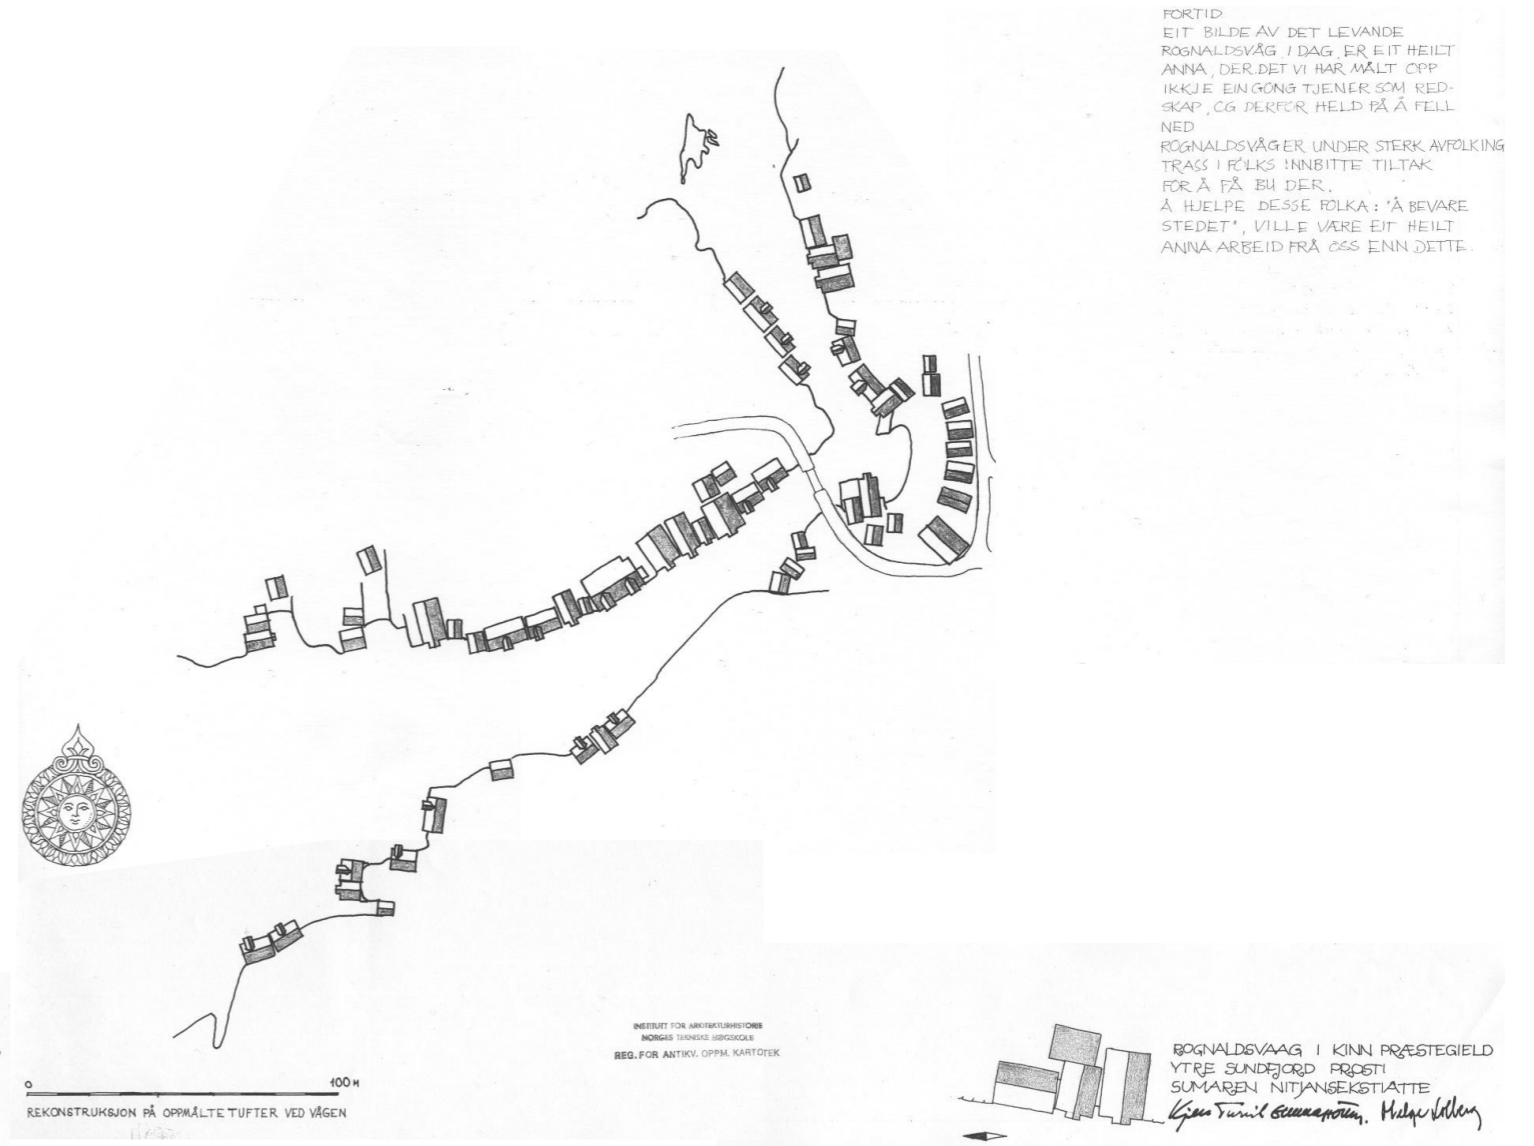 FORTID
EIT BILDE AV DET LEVANDE
ROGNALDSVÅG I DAG, ER EIT HEILT
ANNA, DER DET VI HAR MÅLT OPP
IKKJE EIN GONG TJENER SOM RED-
SKAP, OG DERFOR HELD PÅ Å FELL
NED
ROGNALDSVÅG ER UNDER STERK AVFOLKING
TRASS I FOLKS INNBITTE TILTAK
FOR Å FÅ BU DER.
Å HJELPE DESSE FOLKA: "Å BEVARE
STEDET", VILLE VÆRE EIT HEILT
ANNA ARBEID FRÅ OSS ENN DETTE.
INSTITUTT FOR ARKITEKTURHISTORIE
NORGES TEKNISKE HØGSKOLE
REG. FOR ANTIKV. OPPM. KARTOTEK
0 100 M
REKONSTRUKSJON PÅ OPPMÅLTE TUFTER VED VÅGEN
ROGNALDSVAAG I KINN PRÆSTEGIELD
YTRE SUNDFJORD PROSTI
SUMAREN NITJANSEKSTIATTE
Helge Solberg